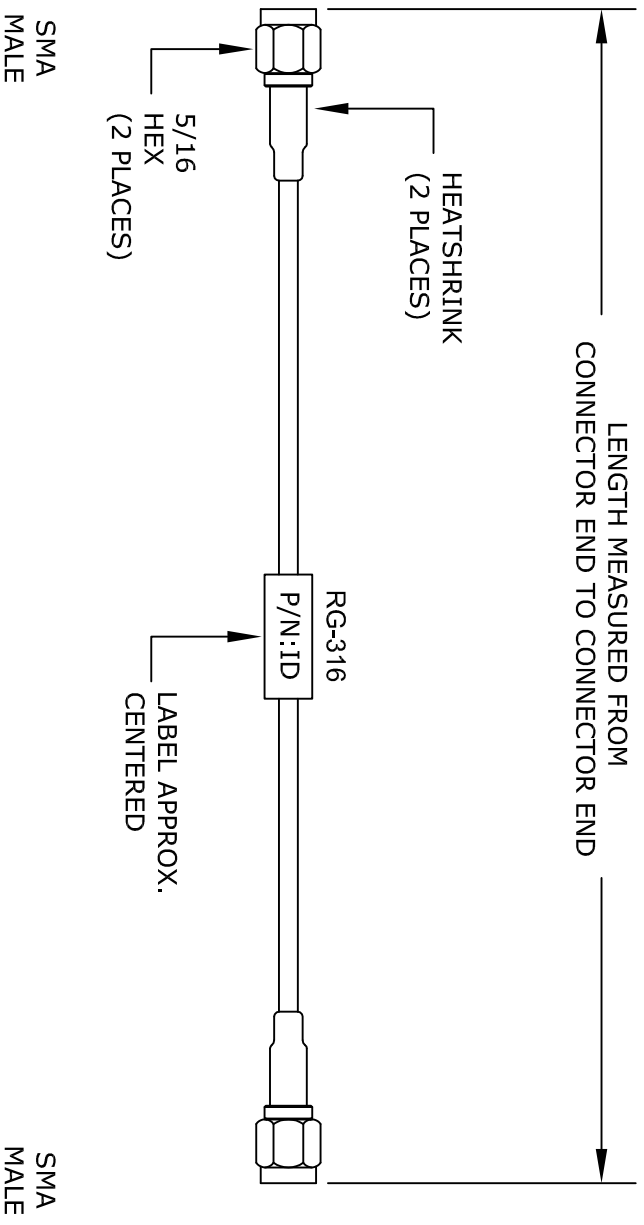 LENGTH MEASURED FROM
CONNECTOR END TO CONNECTOR END
HEATSHRINK
(2 PLACES)
RG-316
P/N:ID
5/16
HEX
(2 PLACES)
LABEL APPROX.
CENTERED
SMA
MALE
SMA
MALE